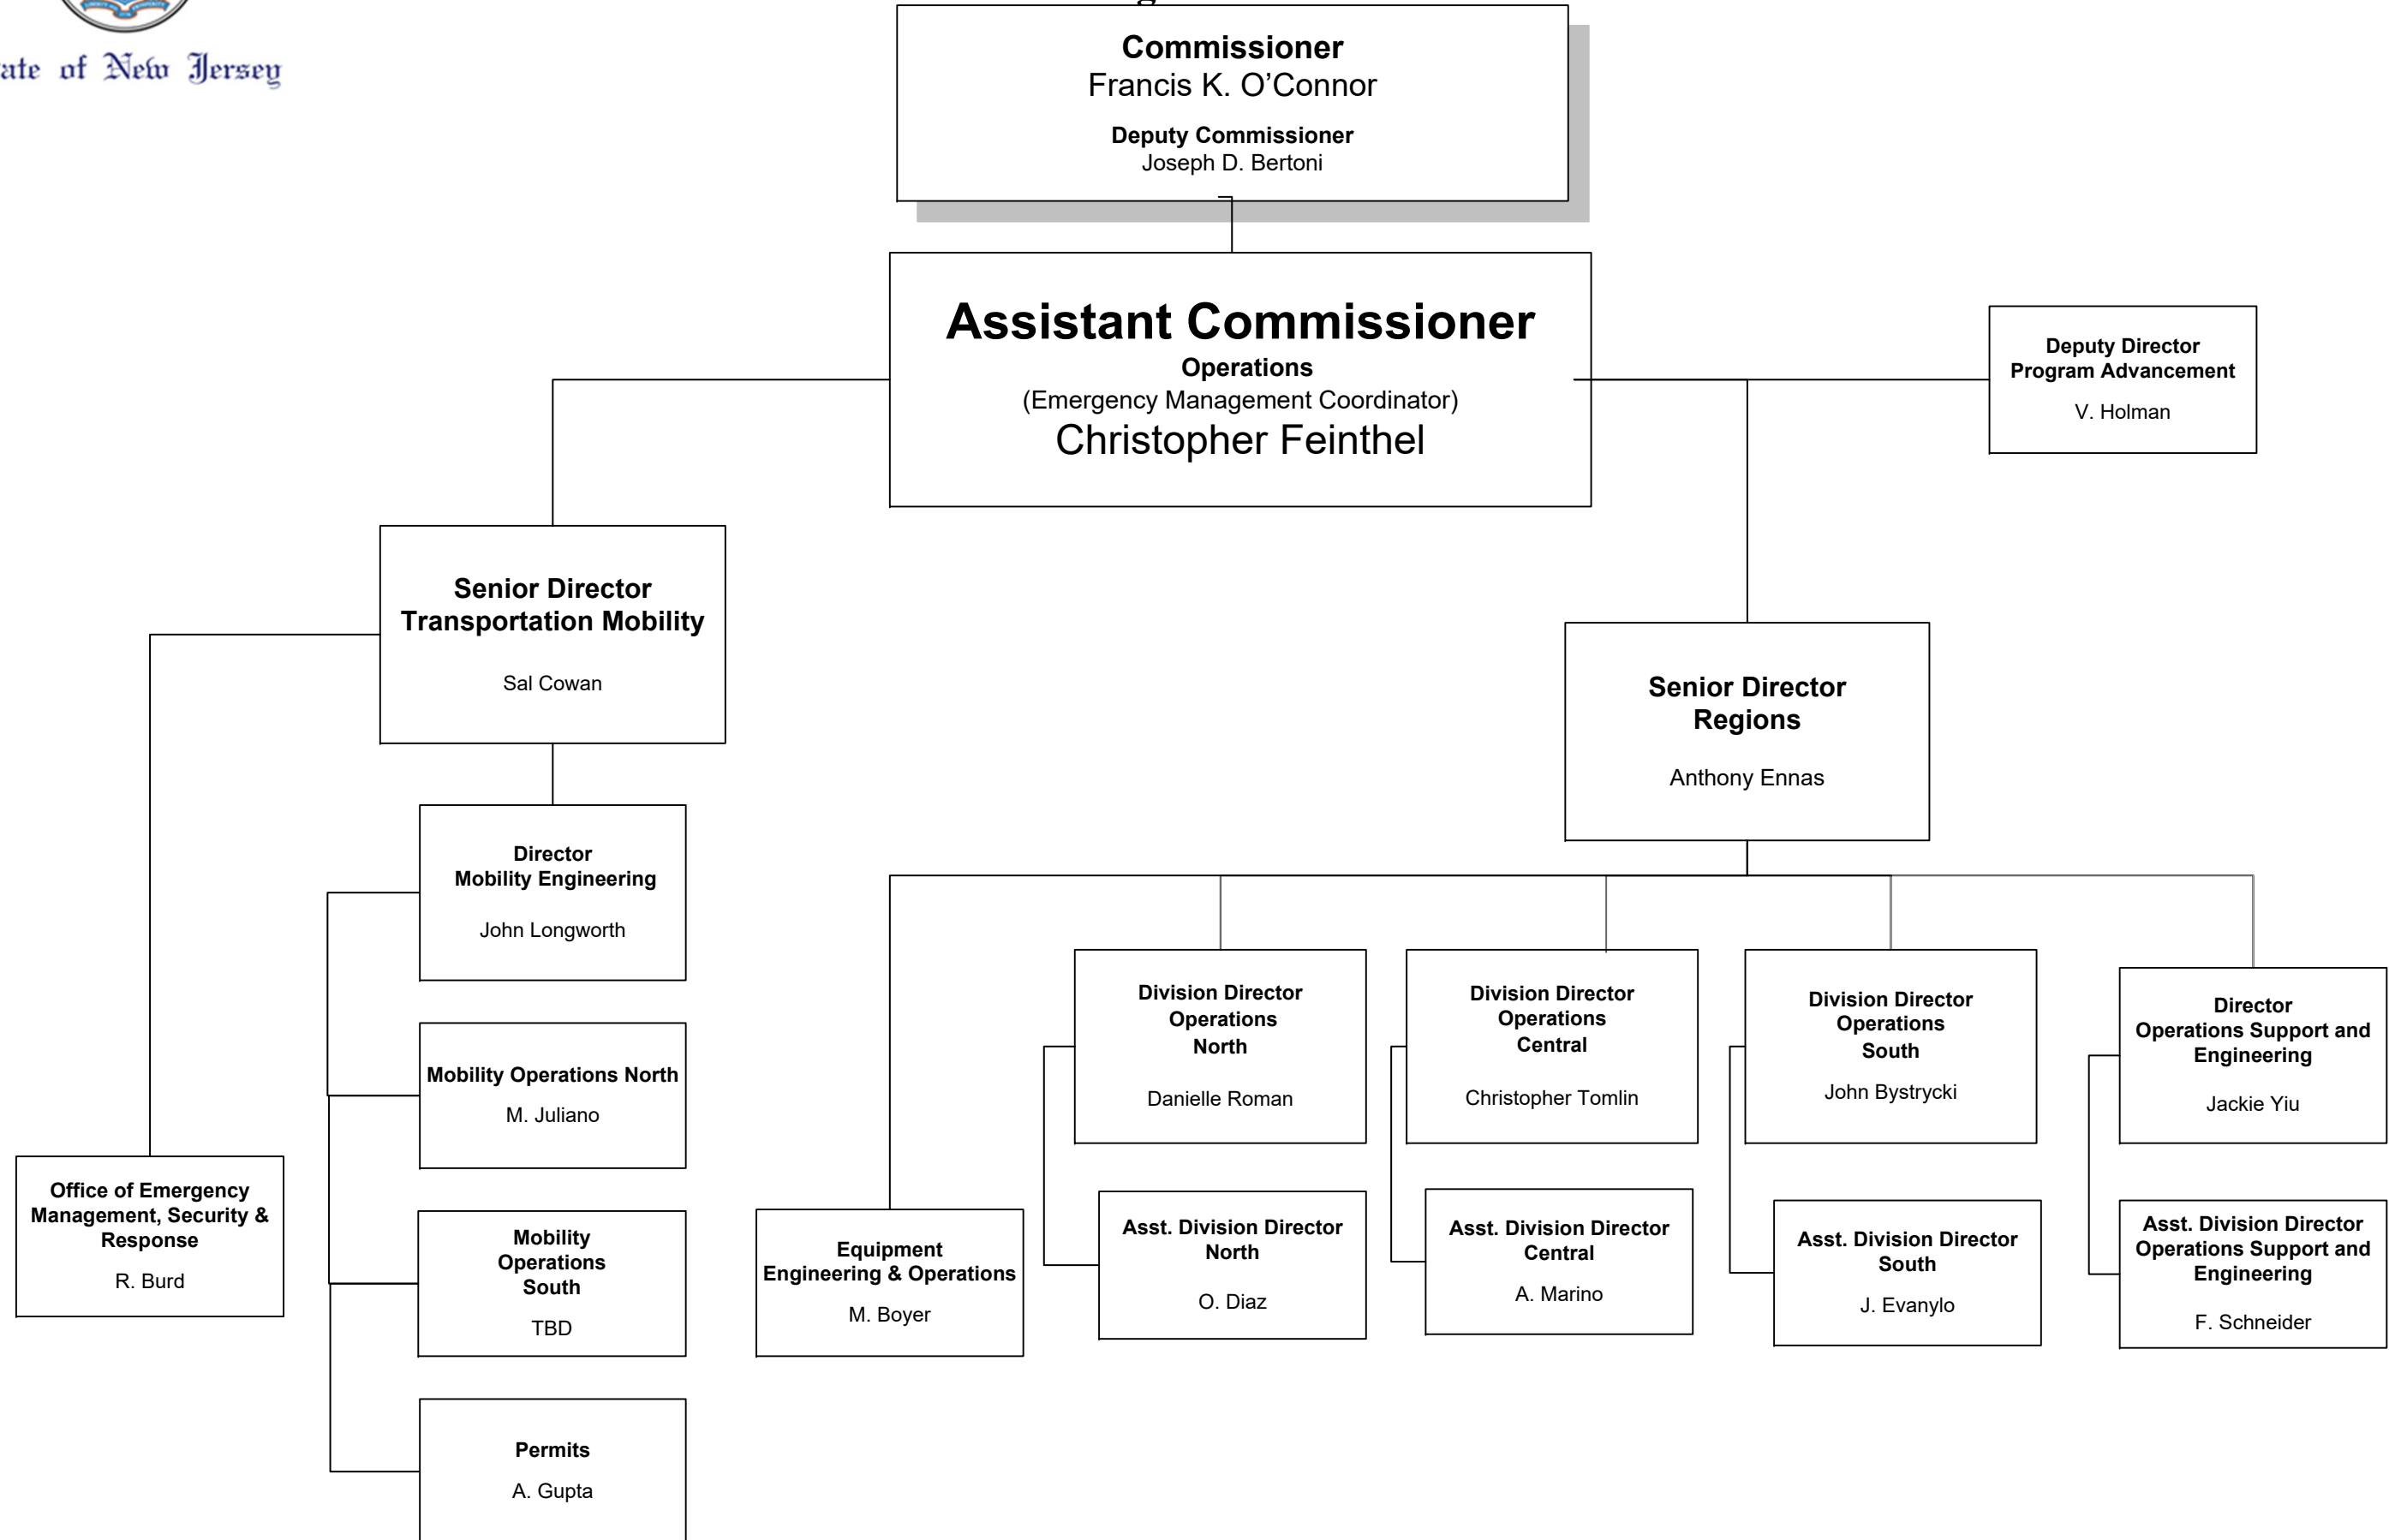 of New Jersey
Commissioner
Francis K. O’Connor
Deputy Commissioner
Joseph D. Bertoni
Assistant Commissioner
Operations
(Emergency Management Coordinator)
Christopher Feinthel
Deputy Director
Program Advancement
V. Holman
Senior Director
Transportation Mobility
Sal Cowan
Senior Director
Regions
Anthony Ennas
Director
Mobility Engineering
John Longworth
Mobility Operations North
M. Juliano
Mobility
Operations
South
TBD
Permits
A. Gupta
Office of Emergency
Management, Security &
Response
R. Burd
Equipment
Engineering & Operations
M. Boyer
Division Director
Operations
North
Danielle Roman
Asst. Division Director
North
O. Diaz
Division Director
Operations
Central
Christopher Tomlin
Asst. Division Director
Central
A. Marino
Division Director
Operations
South
John Bystrycki
Asst. Division Director
South
J. Evanylo
Director
Operations Support and
Engineering
Jackie Yiu
Asst. Division Director
Operations Support and
Engineering
F. Schneider